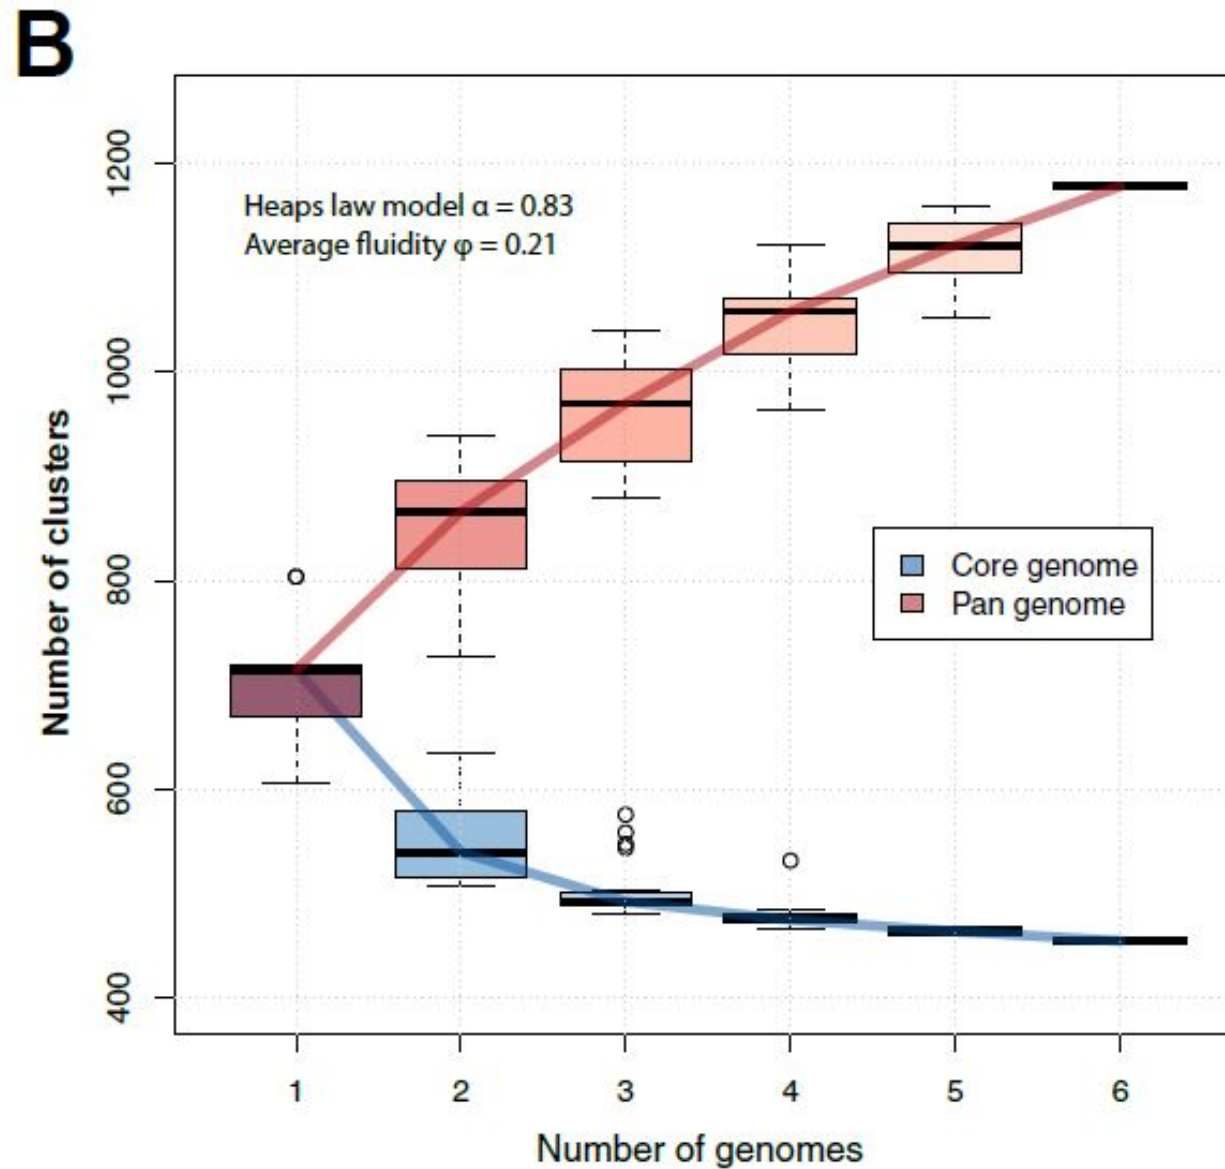 B
1200
1000
800
600
400
Number of clusters
Heaps law model α = 0.83
Average fluidity φ = 0.21
Core genome
Pan genome
1 2 3 4 5 6
Number of genomes